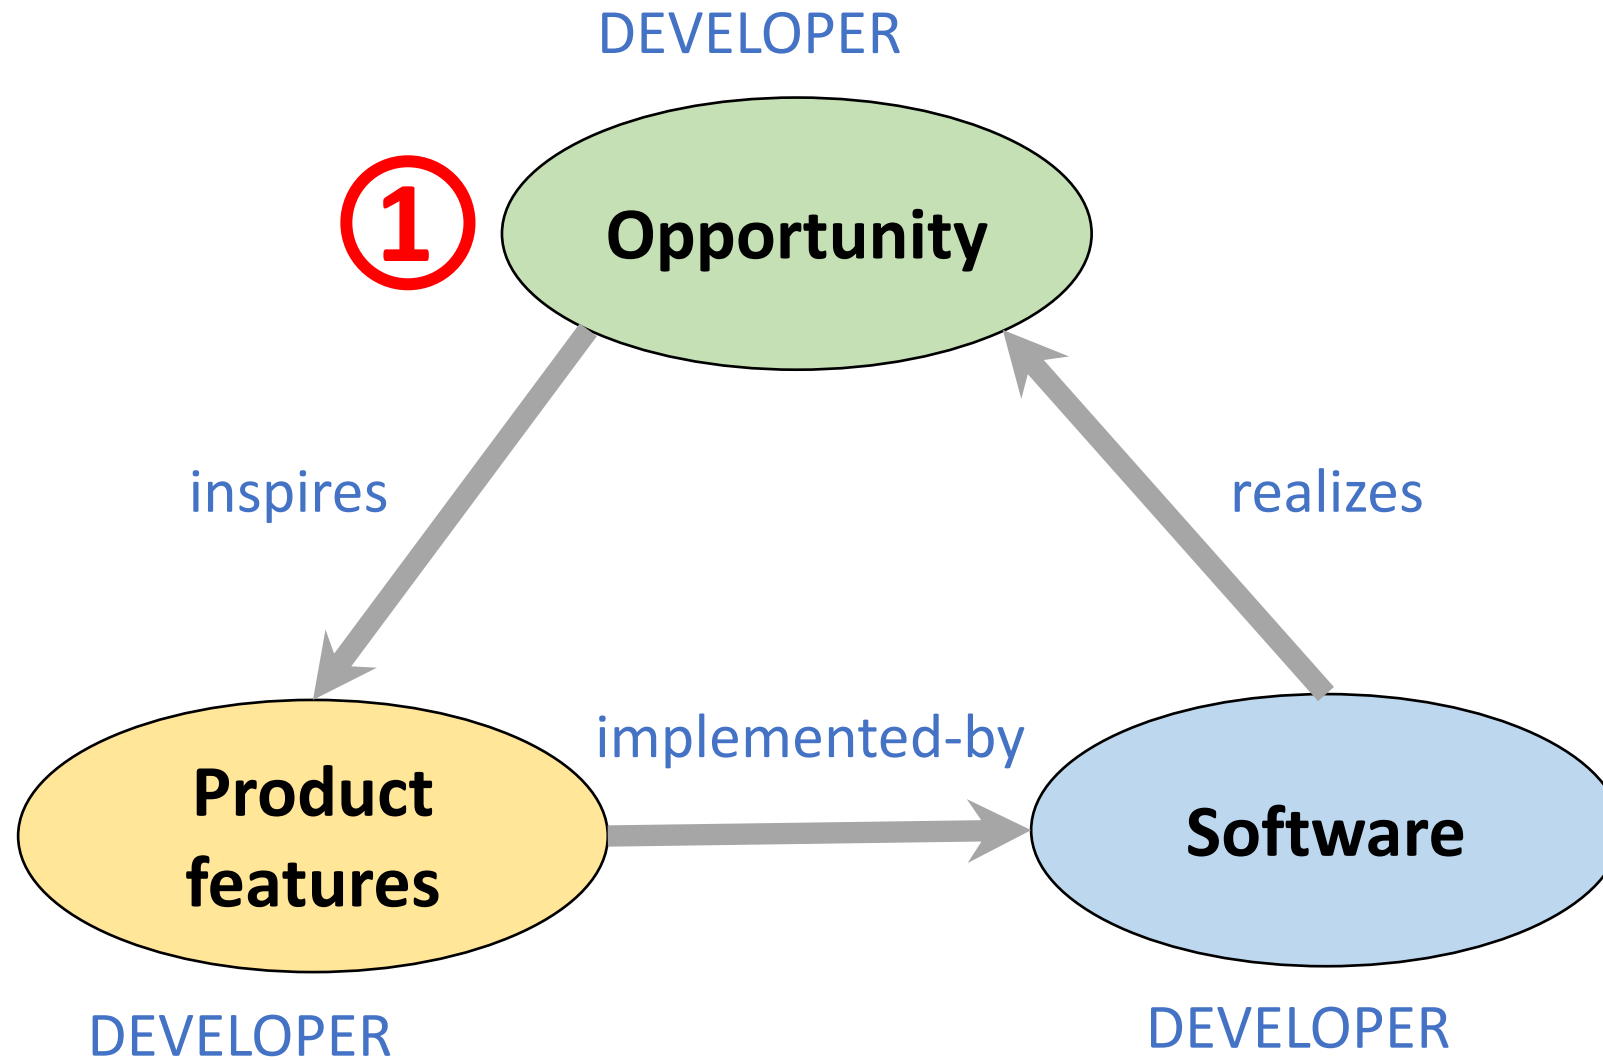 DEVELOPER
1
Opportunity
inspires
realizes
implemented-by
Product
features
Software
DEVELOPER
DEVELOPER